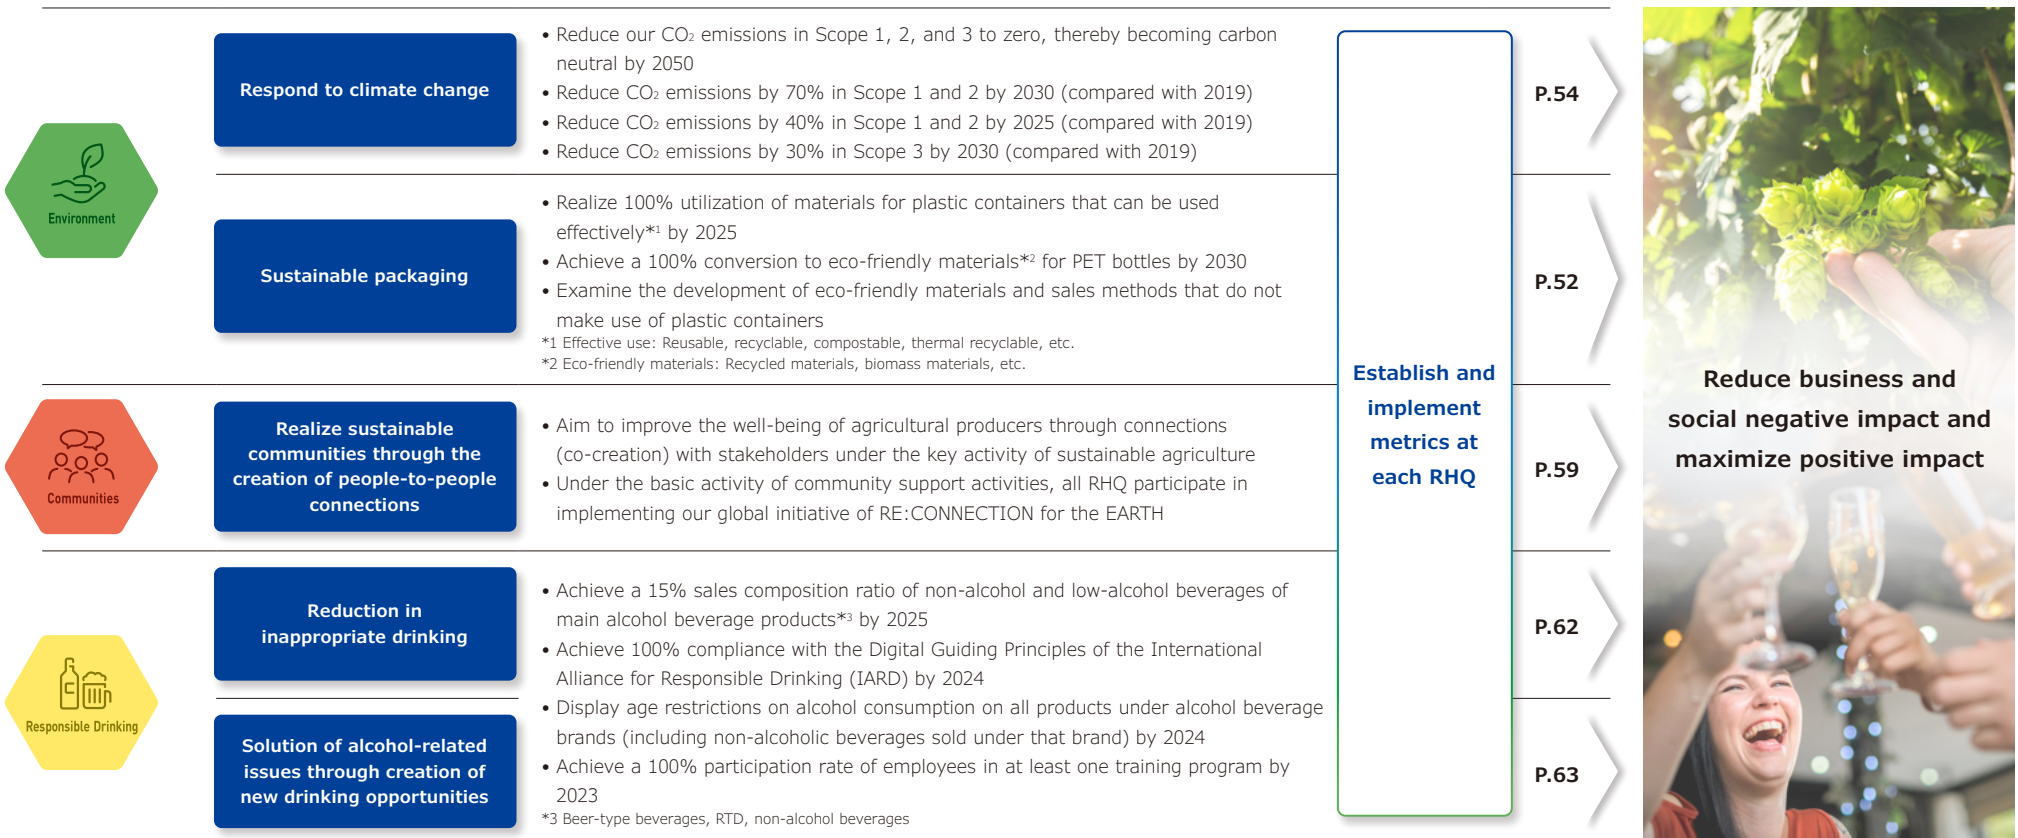 Environment
Respond to climate change
• Reduce our CO₂ emissions in Scope 1, 2, and 3 to zero, thereby becoming carbon
neutral by 2050
• Reduce CO₂ emissions by 70% in Scope 1 and 2 by 2030 (compared with 2019)
• Reduce CO₂ emissions by 40% in Scope 1 and 2 by 2025 (compared with 2019)
• Reduce CO₂ emissions by 30% in Scope 3 by 2030 (compared with 2019)
P.54
Sustainable packaging
• Realize 100% utilization of materials for plastic containers that can be used
effectively*1 by 2025
• Achieve a 100% conversion to eco-friendly materials*2 for PET bottles by 2030
• Examine the development of eco-friendly materials and sales methods that do not
make use of plastic containers
*1 Effective use: Reusable, recyclable, compostable, thermal recyclable, etc.
*2 Eco-friendly materials: Recycled materials, biomass materials, etc.
P.52
Communities
Realize sustainable
communities through the
creation of people-to-people
connections
• Aim to improve the well-being of agricultural producers through connections
(co-creation) with stakeholders under the key activity of sustainable agriculture
• Under the basic activity of community support activities, all RHQ participate in
implementing our global initiative of RE:CONNECTION for the EARTH
P.59
Responsible Drinking
Reduction in
inappropriate drinking
Solution of alcohol-related
issues through creation of
new drinking opportunities
• Achieve a 15% sales composition ratio of non-alcohol and low-alcohol beverages of
main alcohol beverage products*3 by 2025
• Achieve 100% compliance with the Digital Guiding Principles of the International
Alliance for Responsible Drinking (IARD) by 2024
• Display age restrictions on alcohol consumption on all products under alcohol beverage
brands (including non-alcoholic beverages sold under that brand) by 2024
• Achieve a 100% participation rate of employees in at least one training program by
2023
*3 Beer-type beverages, RTD, non-alcohol beverages
P.62
P.63
Establish and
implement
metrics at
each RHQ
Reduce business and
social negative impact and
maximize positive impact